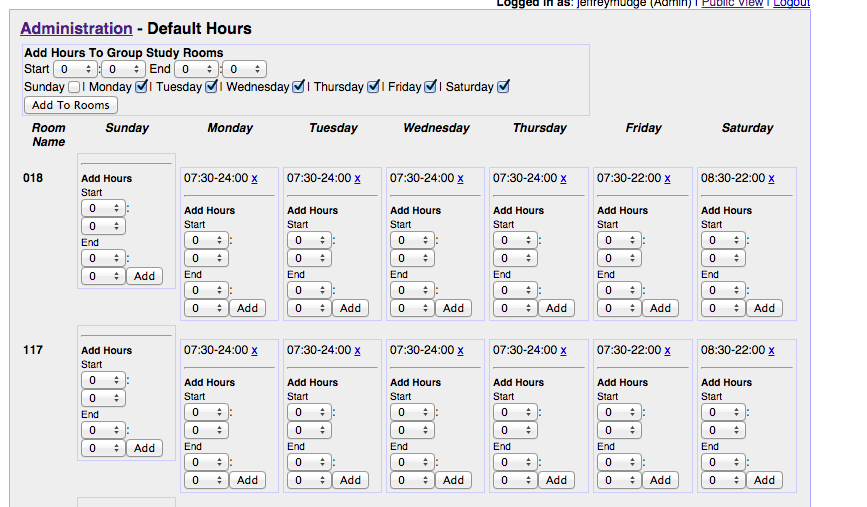 Logged in as: jeffreymudge (Admin) | Public View | Logout
Administration - Default Hours
Add Hours To Group Study Rooms
Start 0 : 0 End 0 : 0
Sunday | Monday | Tuesday | Wednesday | Thursday | Friday | Saturday
Add To Rooms
Room Name Sunday Monday Tuesday Wednesday Thursday Friday Saturday
018 07:30-24:00 x 07:30-24:00 x 07:30-24:00 x 07:30-24:00 x 07:30-22:00 x 08:30-22:00 x
Add Hours Add Hours Add Hours Add Hours Add Hours Add Hours Add Hours
Start Start Start Start Start Start Start
0 : 0 : 0 : 0 : 0 : 0 : 0 :
0 0 0 0 0 0 0
End End End End End End End
0 : 0 : 0 : 0 : 0 : 0 : 0 :
0 Add 0 Add 0 Add 0 Add 0 Add 0 Add 0 Add
117 07:30-24:00 x 07:30-24:00 x 07:30-24:00 x 07:30-24:00 x 07:30-22:00 x 08:30-22:00 x
Add Hours Add Hours Add Hours Add Hours Add Hours Add Hours Add Hours
Start Start Start Start Start Start Start
0 : 0 : 0 : 0 : 0 : 0 : 0 :
0 0 0 0 0 0 0
End End End End End End End
0 : 0 : 0 : 0 : 0 : 0 : 0 :
0 Add 0 Add 0 Add 0 Add 0 Add 0 Add 0 Add